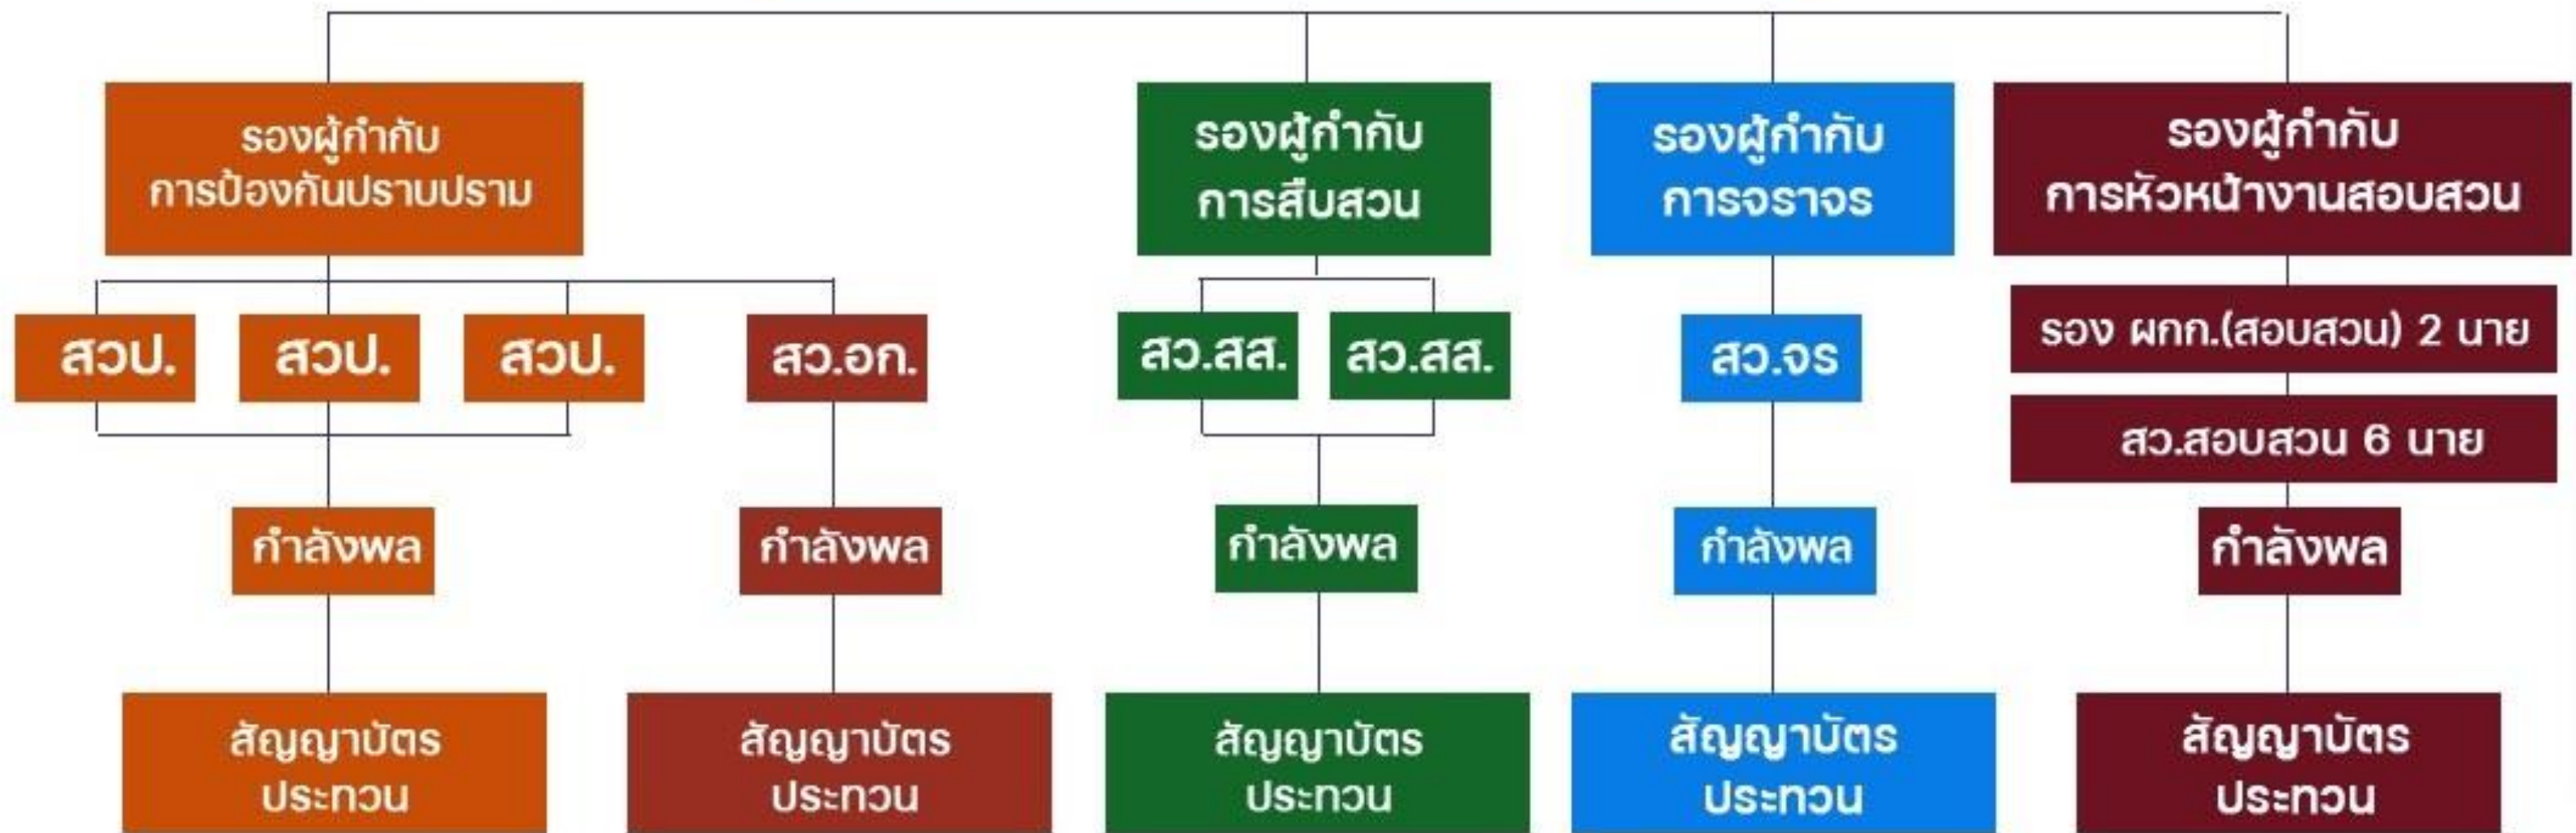 รองผู้กำกับ
การป้องกันปราบปราม
รองผู้กำกับ
การสืบสวน
รองผู้กำกับ
การจราจร
รองผู้กำกับ
การหัวหน้างานสอบสวน
สวป.
สวป.
สวป.
สว.อก.
สว.สส.
สว.สส.
สว.จร
รอง ผกก.(สอบสวน) 2 นาย
สว.สอบสวน 6 นาย
กำลังพล
กำลังพล
กำลังพล
กำลังพล
กำลังพล
สัญญาบัตร
ประทวน
สัญญาบัตร
ประทวน
สัญญาบัตร
ประทวน
สัญญาบัตร
ประทวน
สัญญาบัตร
ประทวน